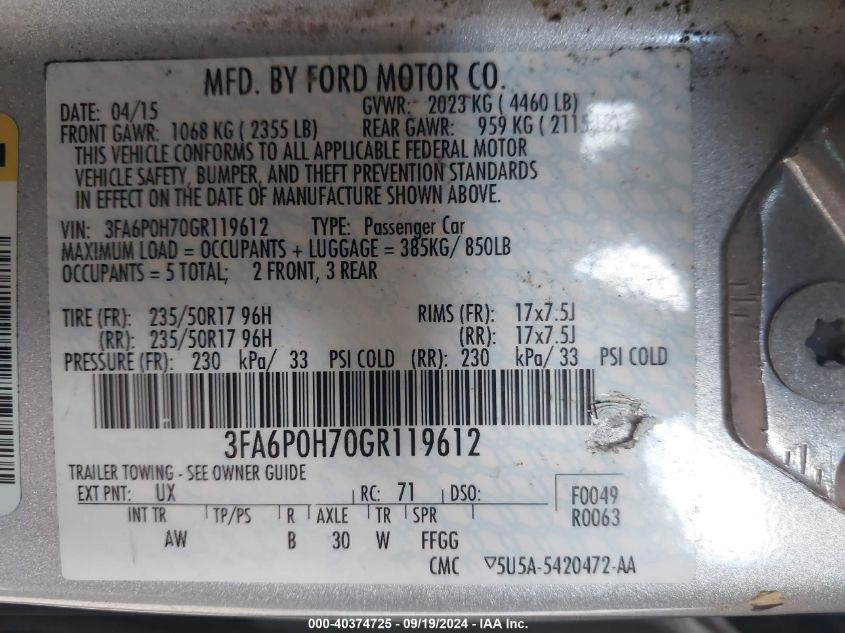 MFD. BY FORD MOTOR CO.
DATE: 04/15 GVWR: 2023 KG ( 4460 LB)
FRONT GAWR: 1068 KG ( 2355 LB) REAR GAWR: 959 KG ( 2115 LB)
THIS VEHICLE CONFORMS TO ALL APPLICABLE FEDERAL MOTOR
VEHICLE SAFETY, BUMPER, AND THEFT PREVENTION STANDARDS
IN EFFECT ON THE DATE OF MANUFACTURE SHOWN ABOVE.
VIN: 3FA6P0H70GR119612 TYPE: Passenger Car
MAXIMUM LOAD = OCCUPANTS + LUGGAGE = 385KG/ 850LB
OCCUPANTS = 5 TOTAL; 2 FRONT, 3 REAR
TIRE (FR): 235/50R17 96H RIMS (FR): 17x7.5J
(RR): 235/50R17 96H (RR): 17x7.5J
PRESSURE (FR): 230 kPa/ 33 PSI COLD (RR): 230 kPa/ 33 PSI COLD
3FA6P0H70GR119612
TRAILER TOWING - SEE OWNER GUIDE
EXT PNT: UX RC: 71 DSO: F0049
INT TR TP/PS R AXLE TR SPR R0063
AW B 30 W FFGG
CMC ▽5U5A-5420472-AA
000-40374725 - 09/19/2024 - IAA Holdings, LLC.